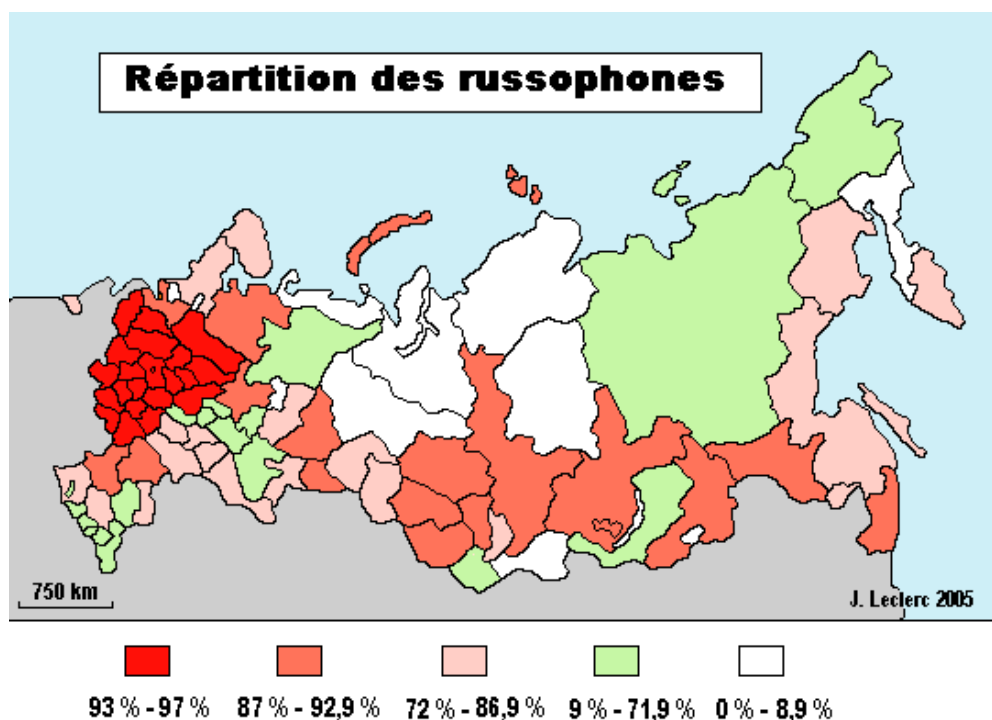 Répartition des russophones
750 km
J. Leclerc 2005
93 % - 97 % 87 % - 92,9 % 72 % - 86,9 % 9 % - 71,9 % 0 % - 8,9 %